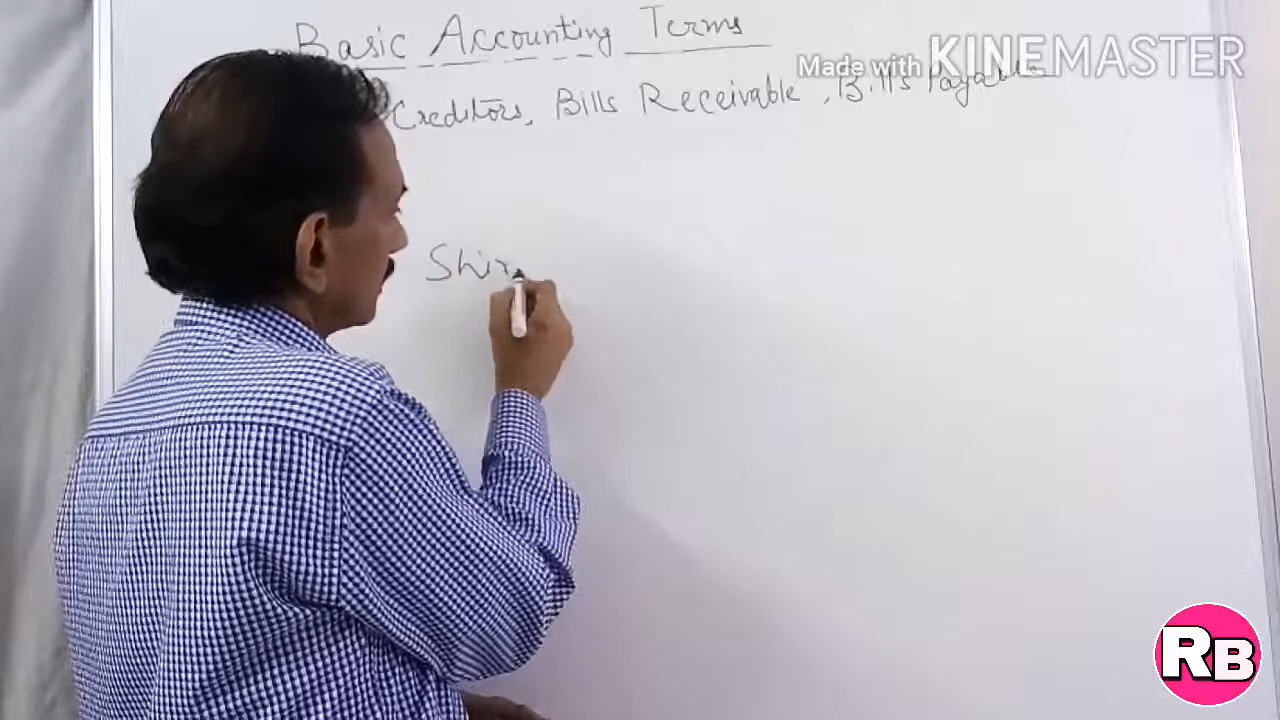 Basic Accounting Terms
Made with KINEMASTER
Creditors, Bills Receivable, Bills Payable
Shir
RB